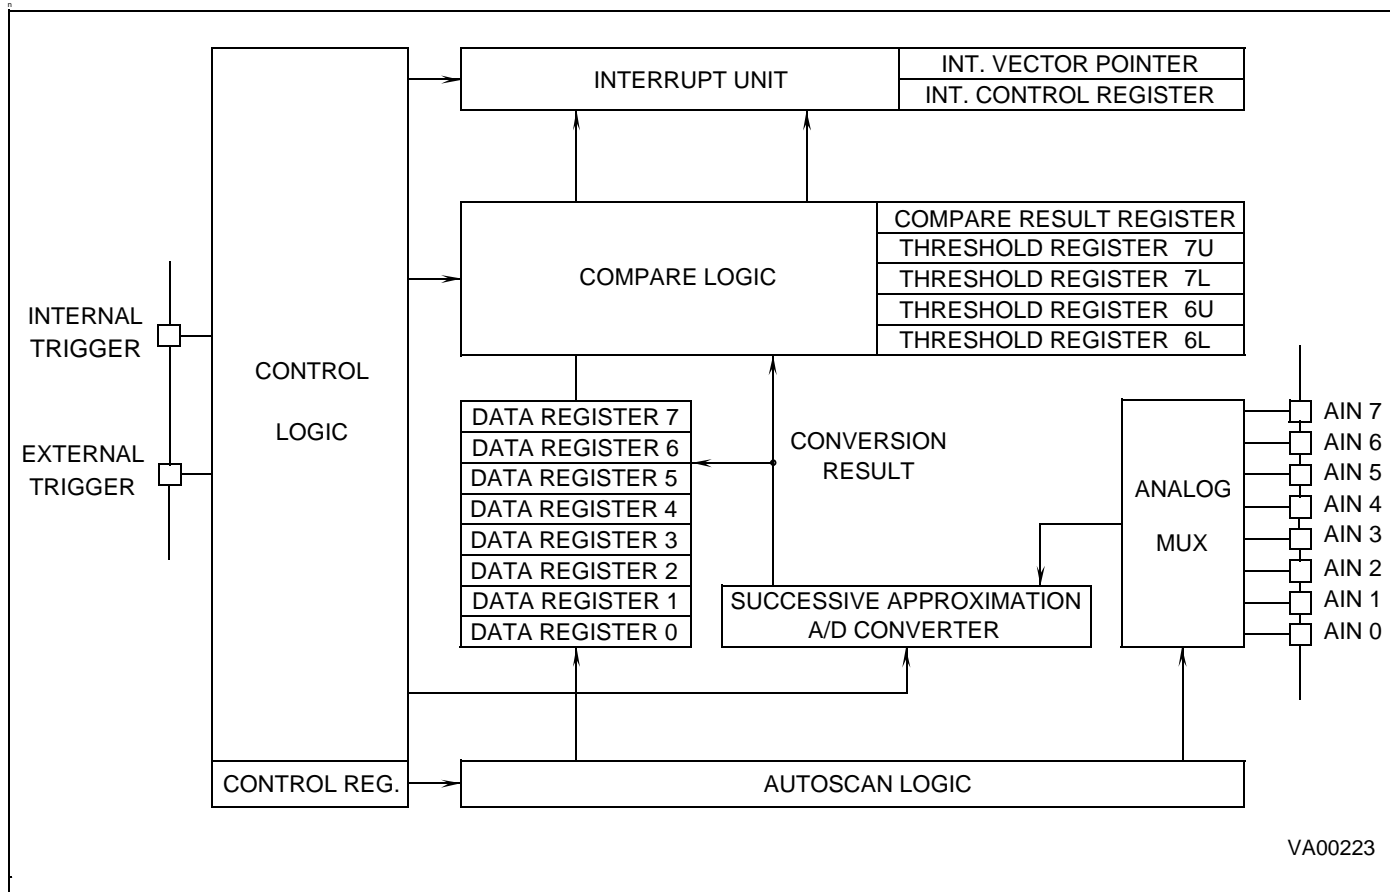 n
INTERRUPT UNIT
INT. VECTOR POINTER
INT. CONTROL REGISTER
COMPARE LOGIC
COMPARE RESULT REGISTER
THRESHOLD REGISTER 7U
THRESHOLD REGISTER 7L
THRESHOLD REGISTER 6U
THRESHOLD REGISTER 6L
INTERNAL
TRIGGER
EXTERNAL
TRIGGER
CONTROL
LOGIC
DATA REGISTER 7
DATA REGISTER 6
DATA REGISTER 5
DATA REGISTER 4
DATA REGISTER 3
DATA REGISTER 2
DATA REGISTER 1
DATA REGISTER 0
CONVERSION
RESULT
SUCCESSIVE APPROXIMATION
A/D CONVERTER
ANALOG
MUX
AIN 7
AIN 6
AIN 5
AIN 4
AIN 3
AIN 2
AIN 1
AIN 0
CONTROL REG.
AUTOSCAN LOGIC
VA00223